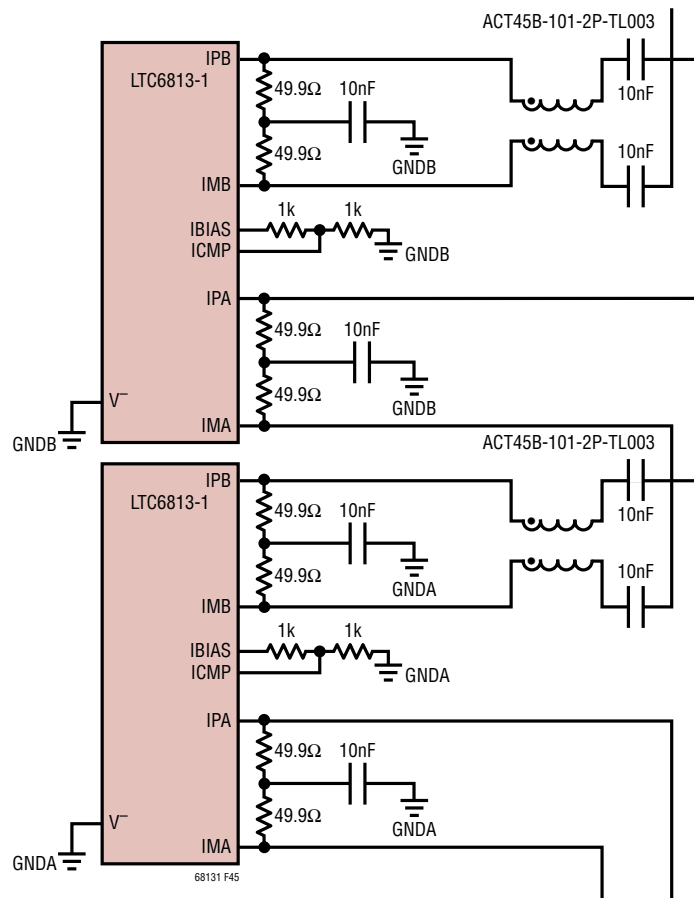 ACT45B-101-2P-TL003
IPB
LTC6813-1
49.9Ω
10nF
10nF
GNDB
49.9Ω
10nF
IMB
1k
1k
IBIAS
ICMP
GNDB
IPA
49.9Ω
10nF
49.9Ω
GNDB
V–
GNDB
IMA
ACT45B-101-2P-TL003
IPB
LTC6813-1
49.9Ω
10nF
10nF
GNDA
49.9Ω
10nF
IMB
1k
1k
IBIAS
ICMP
GNDA
IPA
49.9Ω
10nF
49.9Ω
GNDA
V–
GNDA
IMA
68131 F45